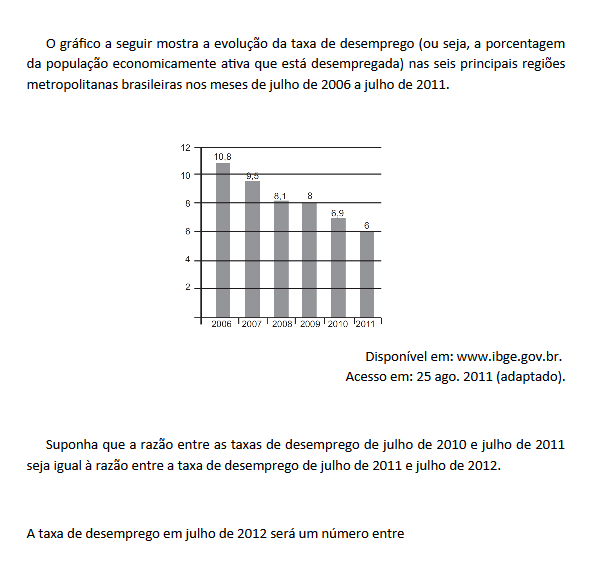 O gráfico a seguir mostra a evolução da taxa de desemprego (ou seja, a porcentagem
da população economicamente ativa que está desempregada) nas seis principais regiões
metropolitanas brasileiras nos meses de julho de 2006 a julho de 2011.
12
10
8
6
4
2
10.8
9,5
8,1
8
6.9
6
2006 2007 2008 2009 2010 2011
Disponível em: www.ibge.gov.br.
Acesso em: 25 ago. 2011 (adaptado).
Suponha que a razão entre as taxas de desemprego de julho de 2010 e julho de 2011
seja igual à razão entre a taxa de desemprego de julho de 2011 e julho de 2012.
A taxa de desemprego em julho de 2012 será um número entre